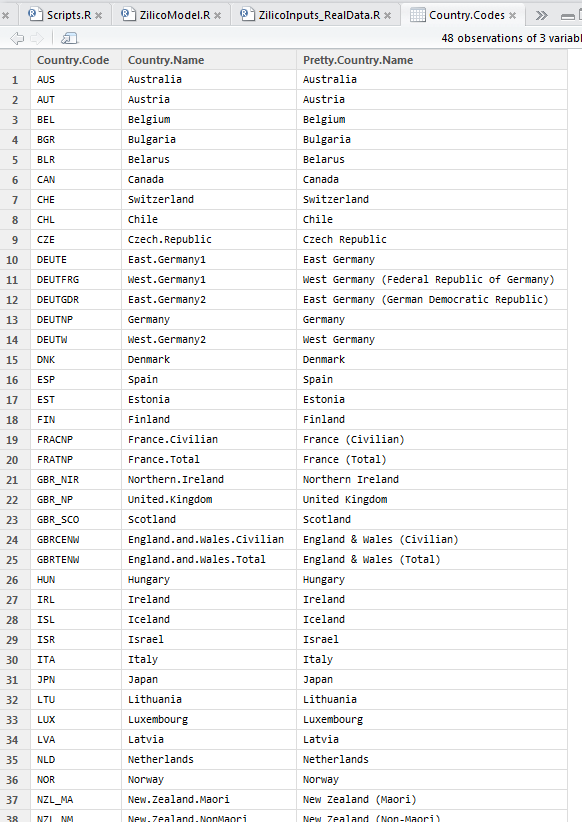 Scripts.R ZilicoModel.R ZilicoInputs_RealData.R Country.Codes
48 observations of 3 variabl
Country.Code Country.Name Pretty.Country.Name
1 AUS Australia Australia
2 AUT Austria Austria
3 BEL Belgium Belgium
4 BGR Bulgaria Bulgaria
5 BLR Belarus Belarus
6 CAN Canada Canada
7 CHE Switzerland Switzerland
8 CHL Chile Chile
9 CZE Czech.Republic Czech Republic
10 DEUTE East.Germany1 East Germany
11 DEUTFRG West.Germany1 West Germany (Federal Republic of Germany)
12 DEUTGDR East.Germany2 East Germany (German Democratic Republic)
13 DEUTNP Germany Germany
14 DEUTW West.Germany2 West Germany
15 DNK Denmark Denmark
16 ESP Spain Spain
17 EST Estonia Estonia
18 FIN Finland Finland
19 FRACNP France.Civilian France (Civilian)
20 FRATNP France.Total France (Total)
21 GBR_NIR Northern.Ireland Northern Ireland
22 GBR_NP United.Kingdom United Kingdom
23 GBR_SCO Scotland Scotland
24 GBRCENW England.and.Wales.Civilian England & Wales (Civilian)
25 GBRTENW England.and.Wales.Total England & Wales (Total)
26 HUN Hungary Hungary
27 IRL Ireland Ireland
28 ISL Iceland Iceland
29 ISR Israel Israel
30 ITA Italy Italy
31 JPN Japan Japan
32 LTU Lithuania Lithuania
33 LUX Luxembourg Luxembourg
34 LVA Latvia Latvia
35 NLD Netherlands Netherlands
36 NOR Norway Norway
37 NZL_MA New.Zealand.Maori New Zealand (Maori)
38 NZL_NM New.Zealand.NonMaori New Zealand (Non-Maori)